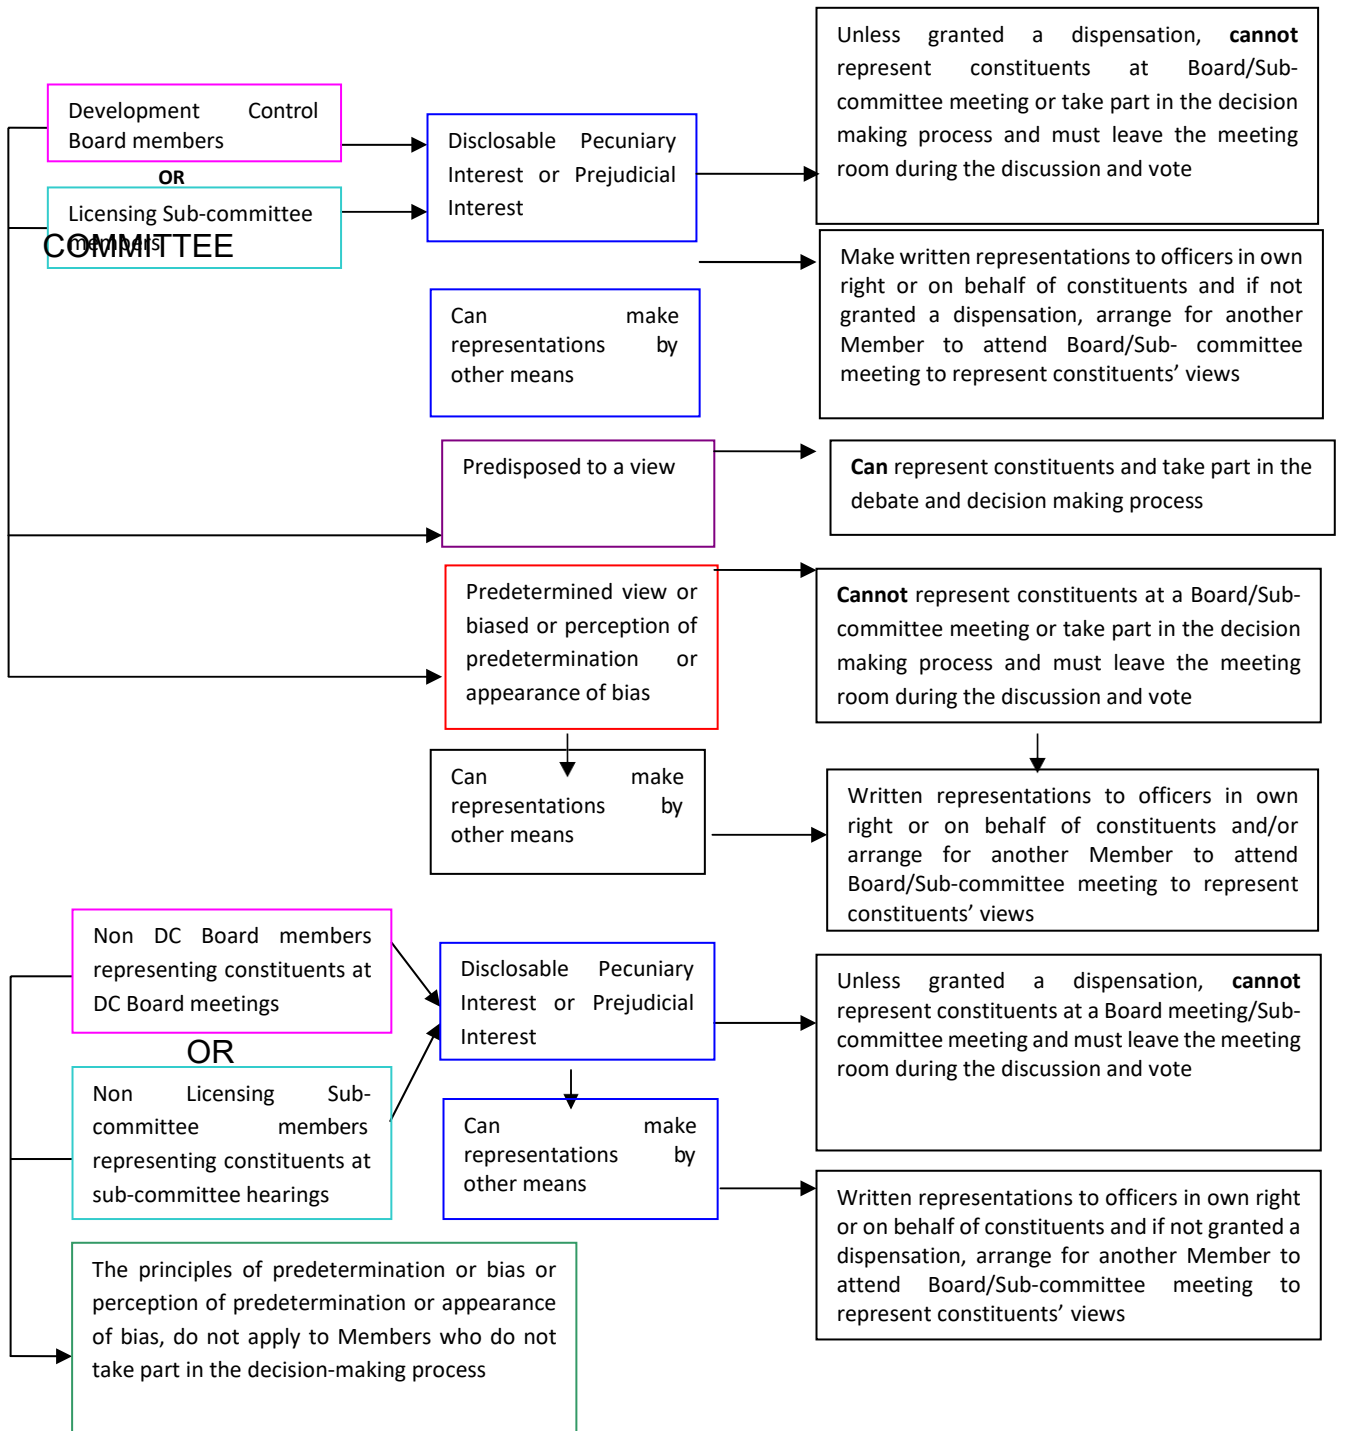 Unless granted a dispensation, cannot
represent constituents at Board/Sub-
committee meeting or take part in the decision
making process and must leave the meeting
room during the discussion and vote
Development Control
Board members
OR
Licensing Sub-committee
members
COMMITTEE
Disclosable Pecuniary
Interest or Prejudicial
Interest
Make written representations to officers in own
right or on behalf of constituents and if not
granted a dispensation, arrange for another
Member to attend Board/Sub- committee
meeting to represent constituents’ views
Can make
representations by
other means
Predisposed to a view
Can represent constituents and take part in the
debate and decision making process
Predetermined view or
biased or perception of
predetermination or
appearance of bias
Cannot represent constituents at a Board/Sub-
committee meeting or take part in the decision
making process and must leave the meeting
room during the discussion and vote
Can make
representations by
other means
Written representations to officers in own
right or on behalf of constituents and/or
arrange for another Member to attend
Board/Sub-committee meeting to represent
constituents’ views
Non DC Board members
representing constituents at
DC Board meetings
OR
Non Licensing Sub-
committee members
representing constituents at
sub-committee hearings
Disclosable Pecuniary
Interest or Prejudicial
Interest
Unless granted a dispensation, cannot
represent constituents at a Board meeting/Sub-
committee meeting and must leave the meeting
room during the discussion and vote
Can make
representations by
other means
Written representations to officers in own right
or on behalf of constituents and if not granted a
dispensation, arrange for another Member to
attend Board/Sub-committee meeting to
represent constituents’ views
The principles of predetermination or bias or
perception of predetermination or appearance
of bias, do not apply to Members who do not
take part in the decision-making process